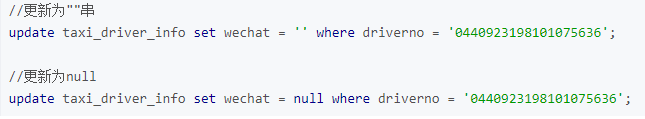 //更新为""串
update taxi_driver_info set wechat = '' where driverno = '0440923198101075636';
//更新为null
update taxi_driver_info set wechat = null where driverno = '0440923198101075636';